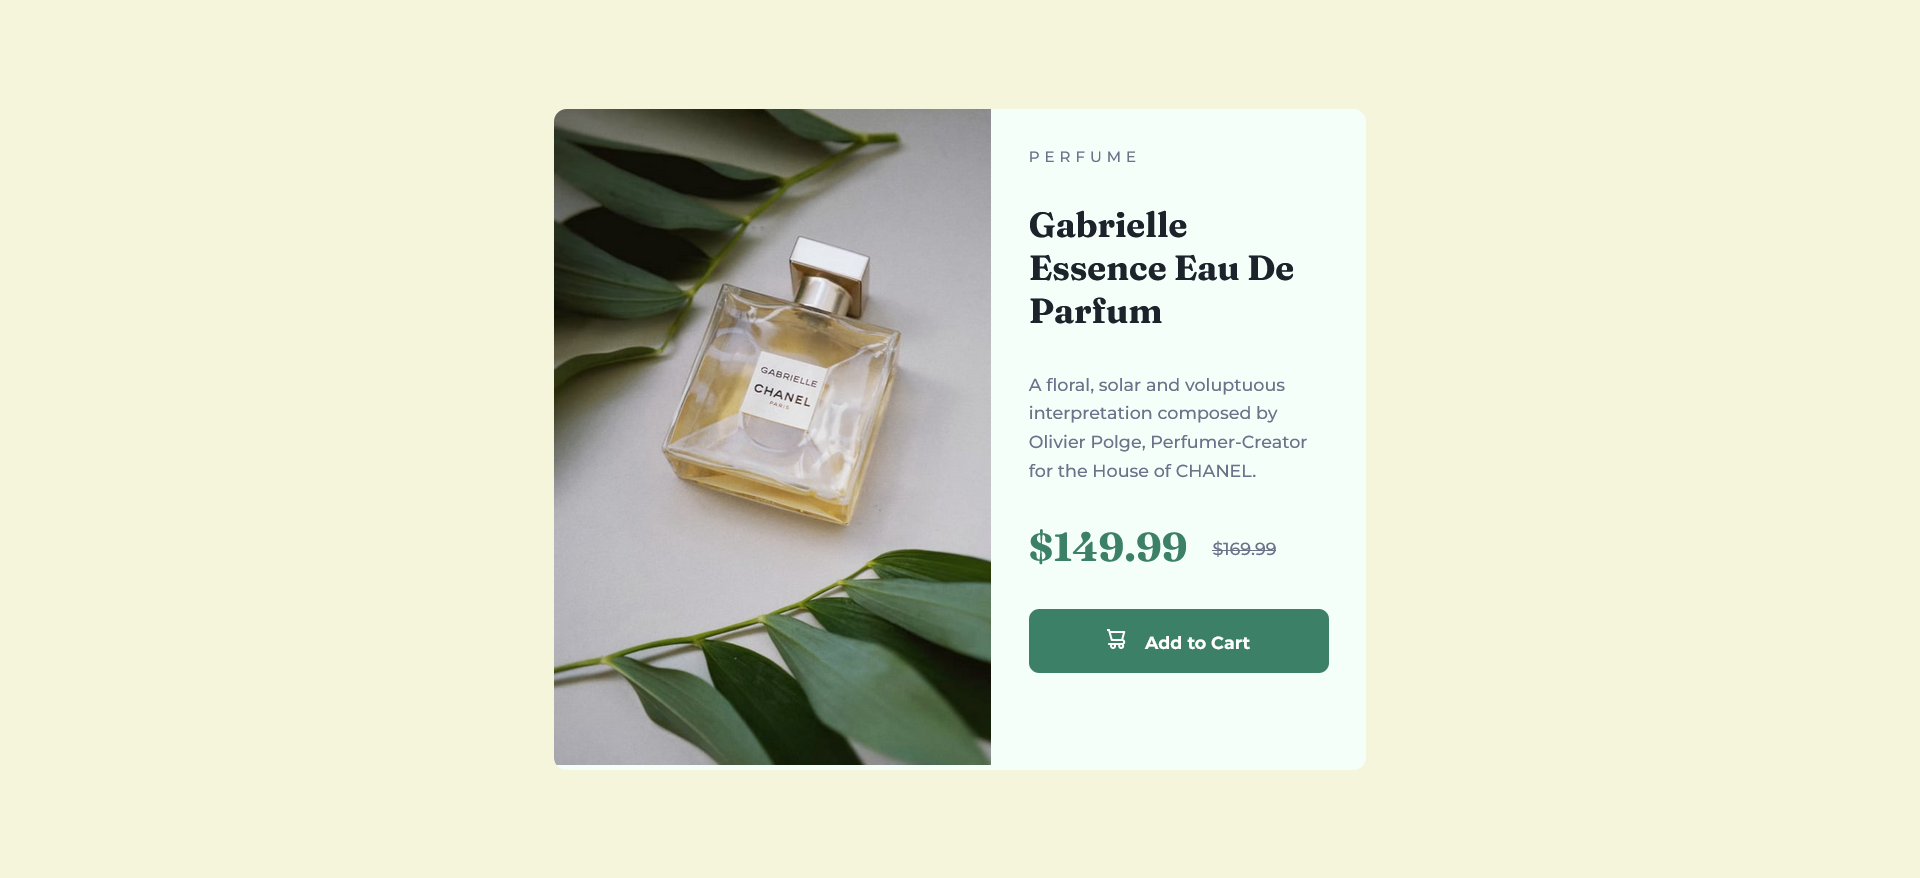 PERFUME
Gabrielle
Essence Eau De
Parfum
A floral, solar and voluptuous
interpretation composed by
Olivier Polge, Perfumer-Creator
for the House of CHANEL.
$149.99 $169.99
Add to Cart
GABRIELLE
CHANEL
PARIS